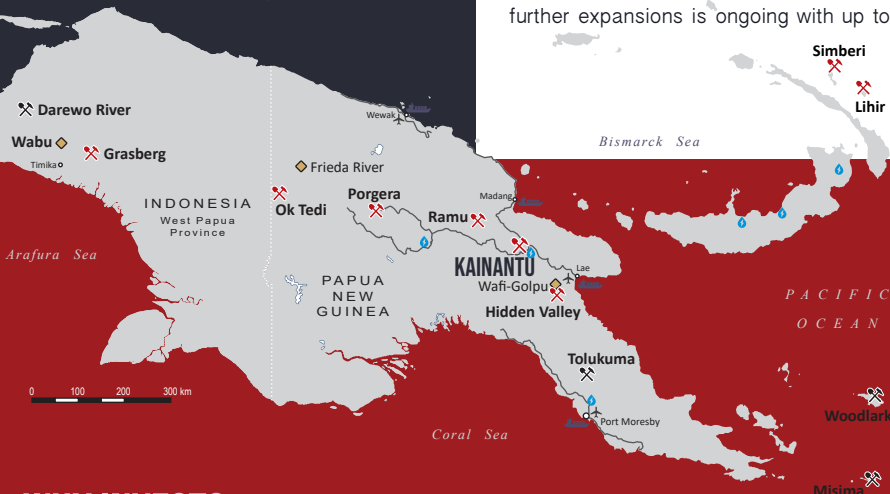 further expansions is ongoing with up to
Simberi
Lihir
Bismarck Sea
Darewo River
Wewak
Wabu
Grasberg
Timika
Frieda River
INDONESIA
West Papua
Province
Ok Tedi
Porgera
Ramu
Madang
Arafura Sea
KAINANTU
Lae
Wafi-Golpu
PAPUA
NEW
GUINEA
Hidden Valley
PACIFIC
OCEAN
Tolukuma
0 100 200 300 km
Port Moresby
Woodlark
Coral Sea
Misima